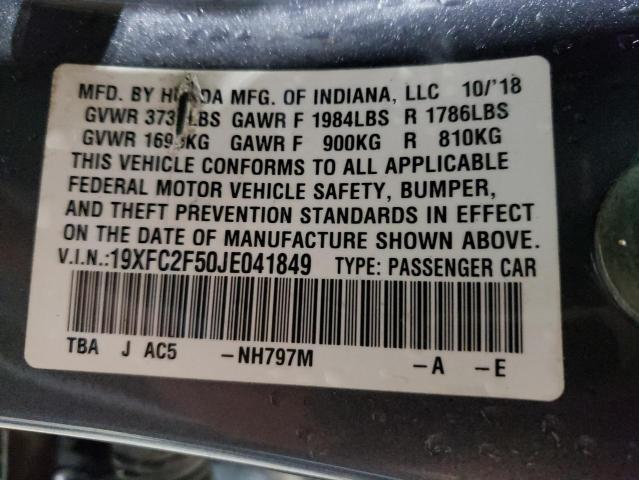 MFD. BY MFG. OF INDIANA, LLC 10/'18
GVWR GAWR F 1984LBS R 1786LBS
GVWR GAWR F 900KG R 810KG
THIS VEHICLE CONFORMS TO ALL APPLICABLE
FEDERAL MOTOR VEHICLE SAFETY, BUMPER,
AND THEFT PREVENTION STANDARDS IN EFFECT
ON THE DATE OF MANUFACTURE SHOWN ABOVE.
V.I.N.:19XFC2F50JE041849 TYPE: PASSENGER CAR
TBA J AC5 -NH797M -A -E